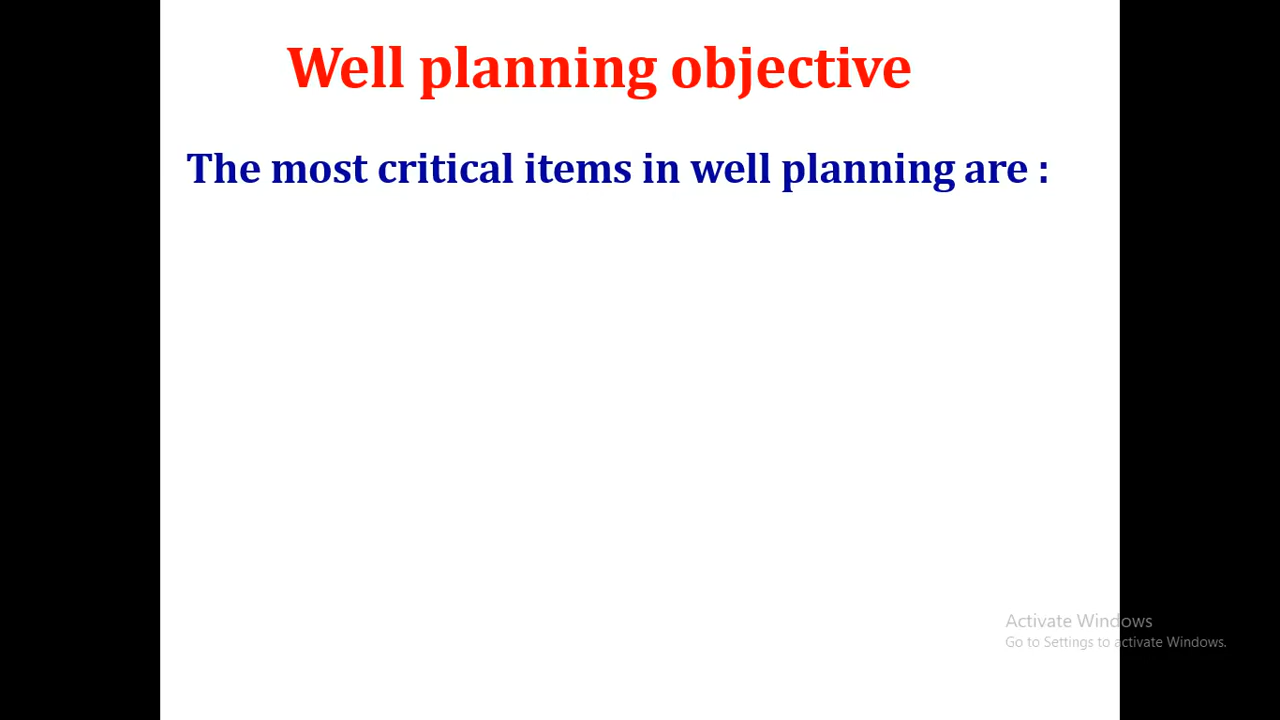 Well planning objective
The most critical items in well planning are :
Activate Windows
Go to Settings to activate Windows.